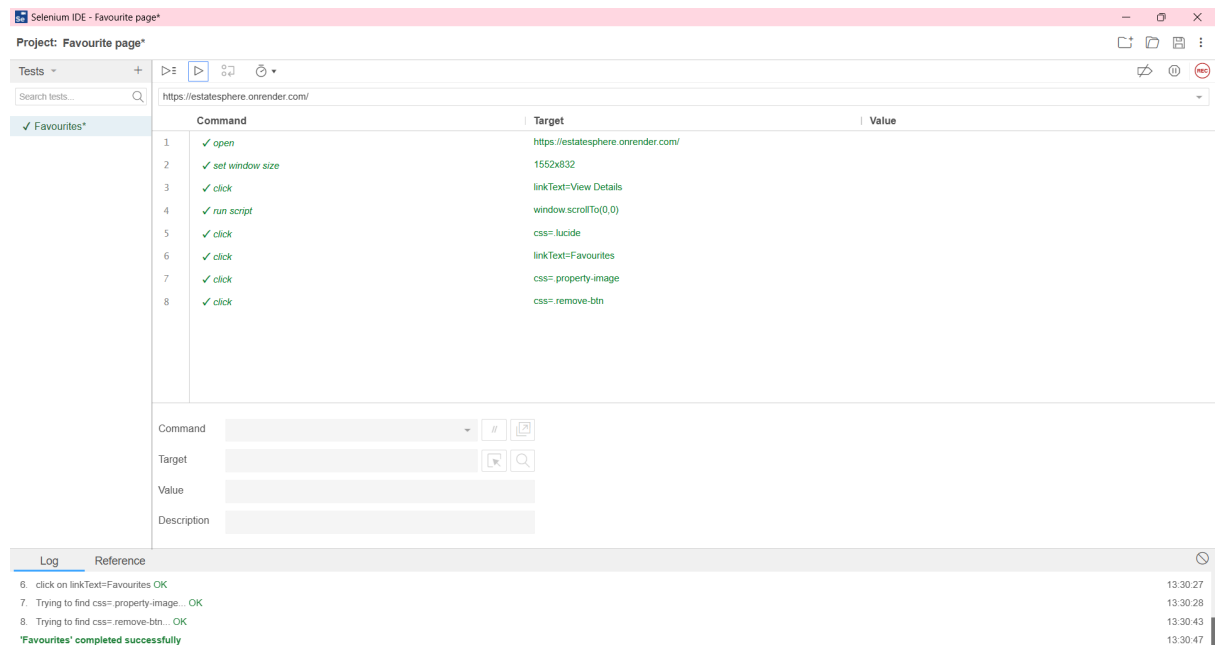 Selenium IDE - Favourite page*
Project: Favourite page*
Tests
Search tests...
✓ Favourites*
https://estatesphere.onrender.com/
Command Target Value
1 ✓ open https://estatesphere.onrender.com/
2 ✓ set window size 1552x832
3 ✓ click linkText=View Details
4 ✓ run script window.scrollTo(0,0)
5 ✓ click css=.lucide
6 ✓ click linkText=Favourites
7 ✓ click css=.property-image
8 ✓ click css=.remove-btn
Command //
Target
Value
Description
Log Reference
6. click on linkText=Favourites OK 13:30:27
7. Trying to find css=.property-image... OK 13:30:28
8. Trying to find css=.remove-btn... OK 13:30:43
'Favourites' completed successfully 13:30:47
Se
REC